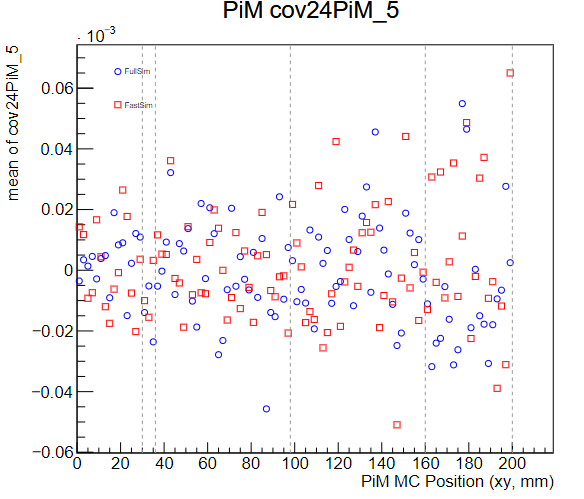 PiM cov24PiM_5
· 10⁻³
mean of cov24PiM_5
0.06
0.04
0.02
0
−0.02
−0.04
−0.06
FullSim
FastSim
0 20 40 60 80 100 120 140 160 180 200
PiM MC Position (xy, mm)